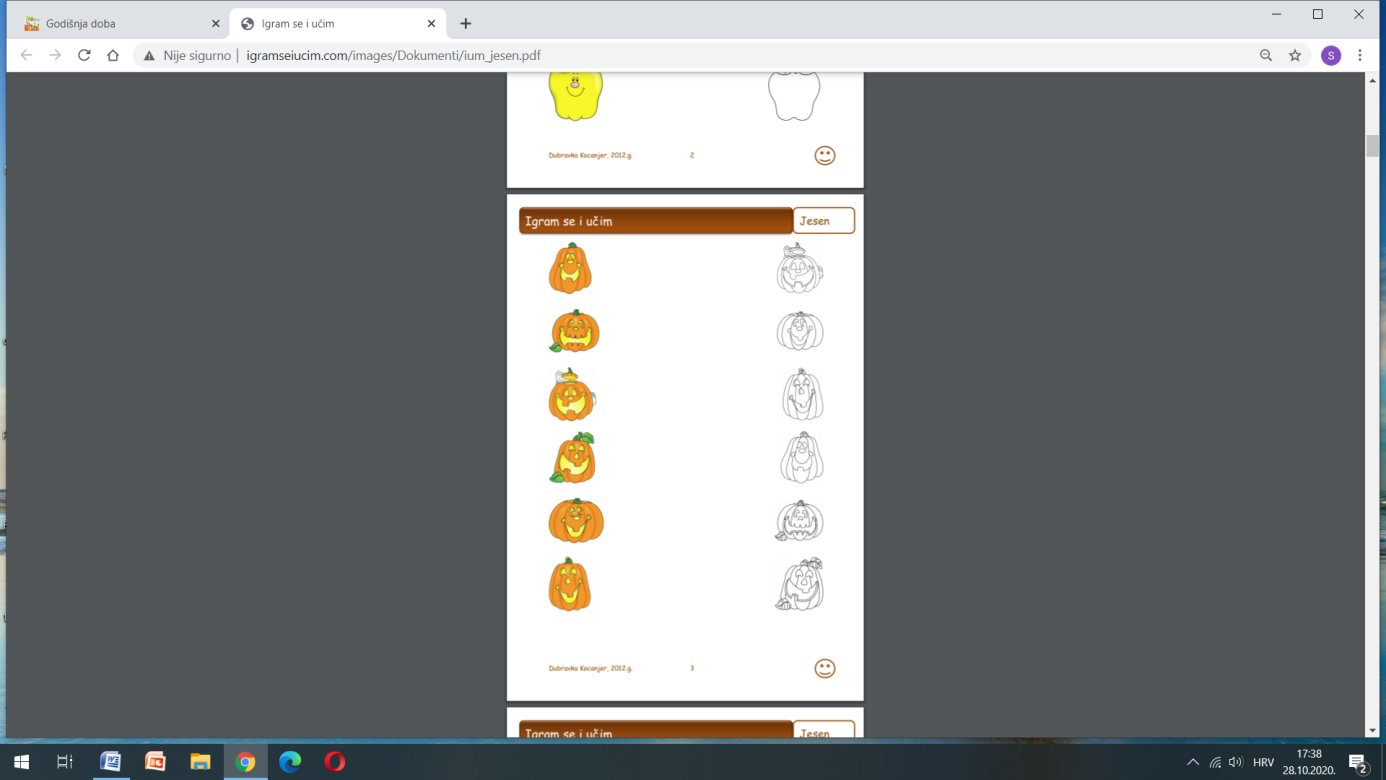 Godišnja doba
Igram se i učim
Nije sigurno | igramseiucim.com/images/Dokumenti/ium_jesen.pdf
S
Dubravka Kocanjer, 2012.g. 2
Igram se i učim Jesen
Dubravka Kocanjer, 2012.g. 3
Igram se i učim Jesen
HRV
17:38
28.10.2020.
2